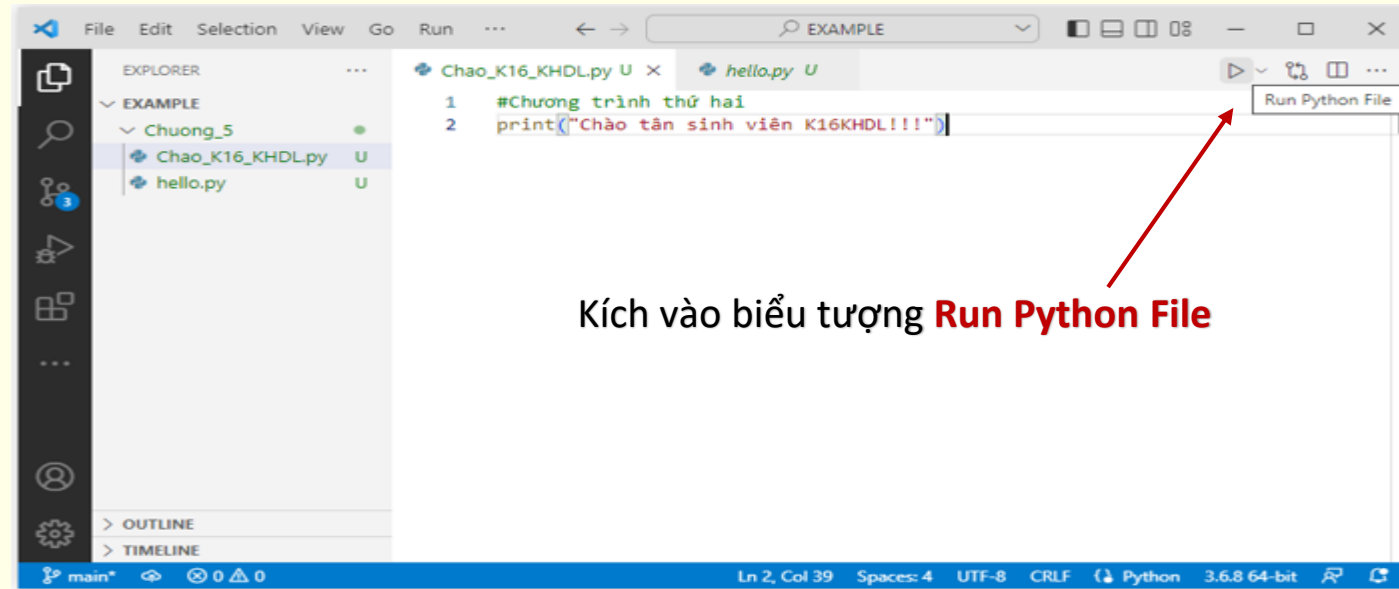 File Edit Selection View Go Run ··· ← → EXAMPLE
EXPLORER ···
Chao_K16_KHDL.py U ×
hello.py U
Run Python File
EXAMPLE
Chuong_5
Chao_K16_KHDL.py U
hello.py U
3
1 #Chương trình thứ hai
2 print("Chào tân sinh viên K16KHDL!!!")
Kích vào biểu tượng Run Python File
OUTLINE
TIMELINE
main* 0 0 Ln 2, Col 39 Spaces: 4 UTF-8 CRLF Python 3.6.8 64-bit